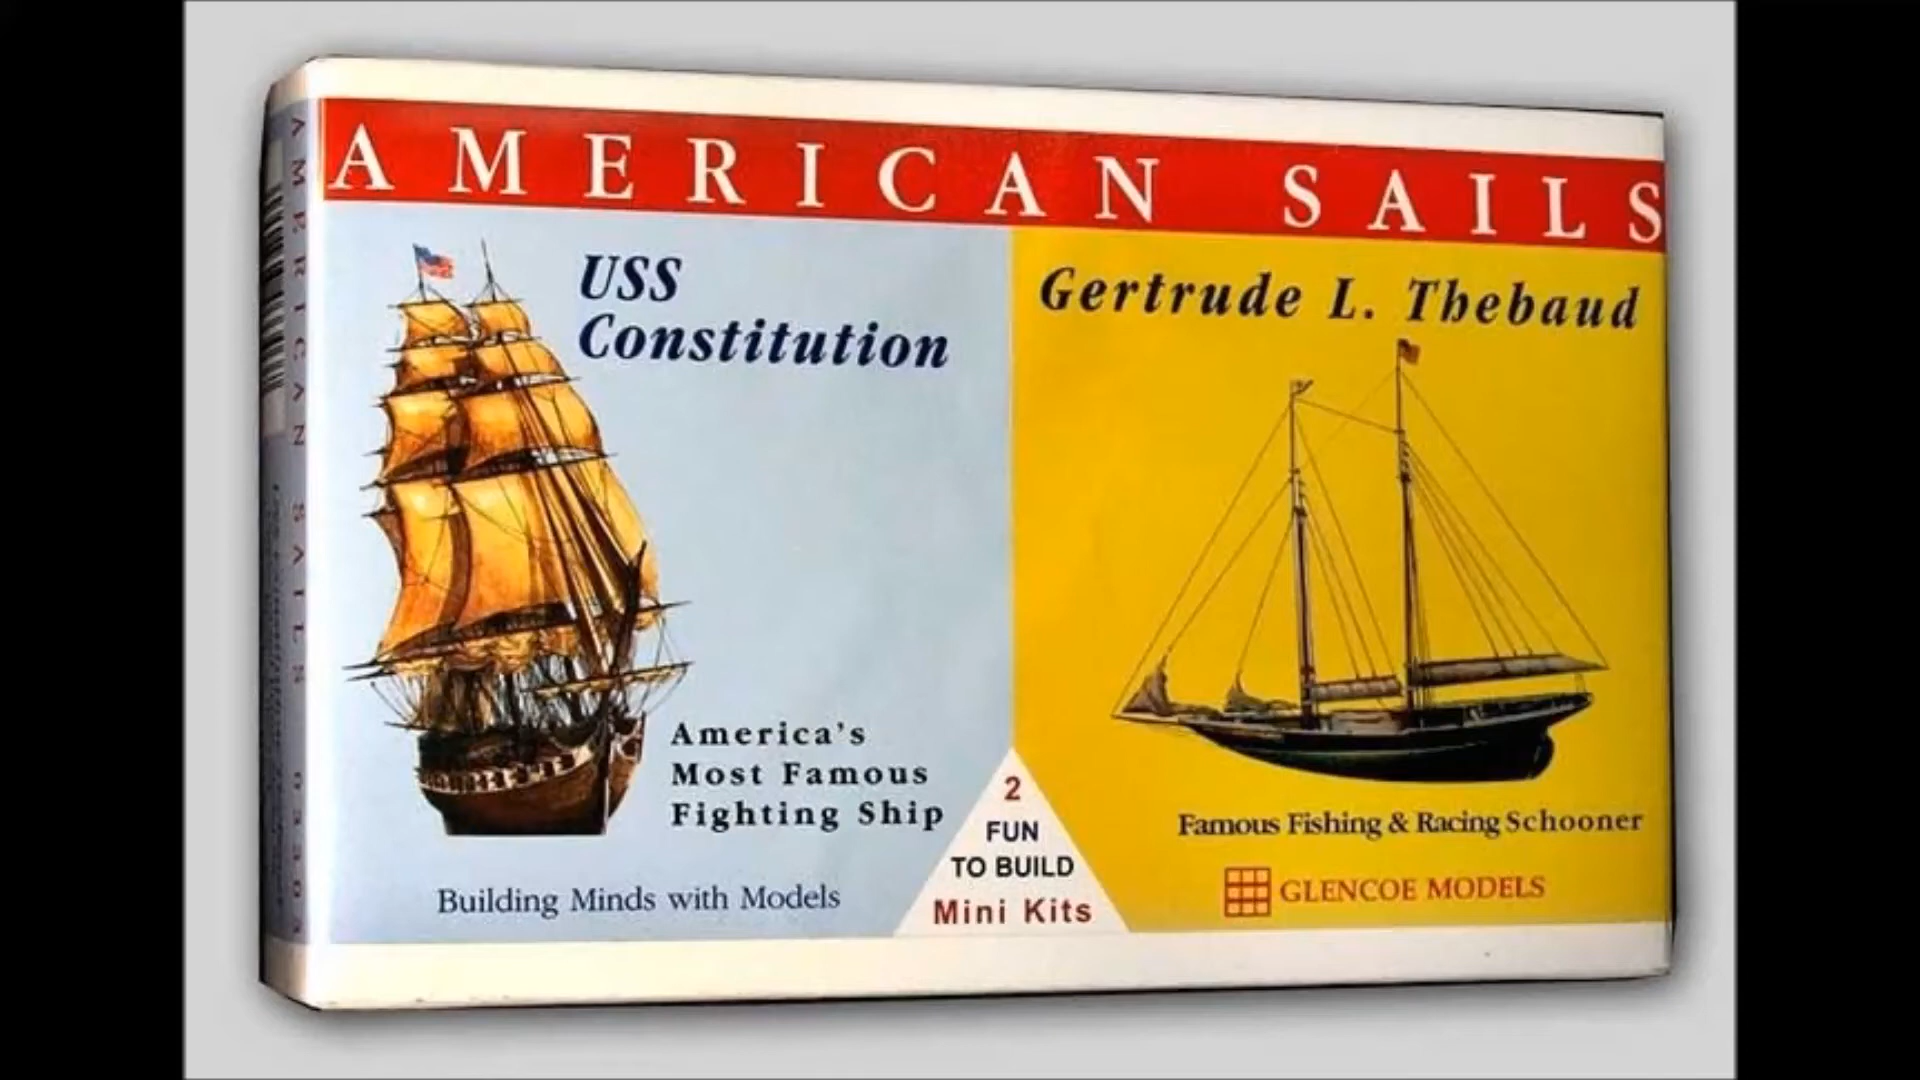 AMERICAN SAILS
USS
Constitution
Gertrude L. Thebaud
America's
Most Famous
Fighting Ship
2
FUN
TO BUILD
Mini Kits
Famous Fishing & Racing Schooner
GLENCOE MODELS
Building Minds with Models
AMERICAN SAILS